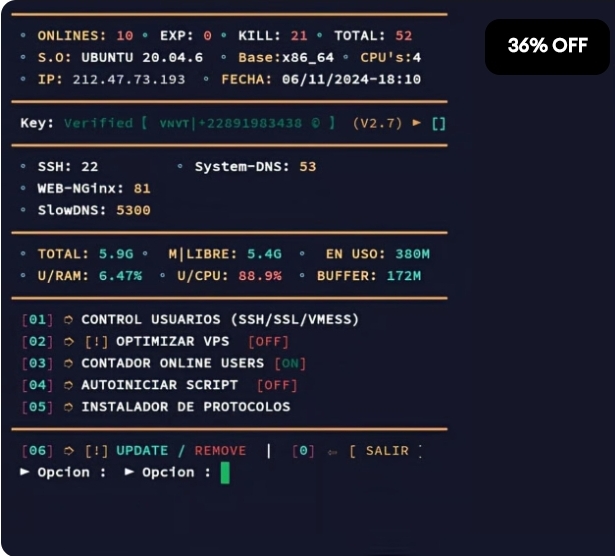 ◦ ONLINES: 10 ◦ EXP: 0 ◦ KILL: 21 ◦ TOTAL: 52
36% OFF
◦ S.O: UBUNTU 20.04.6 ◦ Base:x86_64 ◦ CPU's:4
◦ IP: 212.47.73.193 ◦ FECHA: 06/11/2024-18:10
Key: Verified【 ᴠɴᴠᴛ|+22891983438 © 】 (V2.7) ► []
◦ SSH: 22 ◦ System-DNS: 53
◦ WEB-NGinx: 81
◦ SlowDNS: 5300
◦ TOTAL: 5.9G ◦ M|LIBRE: 5.4G ◦ EN USO: 380M
◦ U/RAM: 6.47% ◦ U/CPU: 88.9% ◦ BUFFER: 172M
[01] ➮ CONTROL USUARIOS (SSH/SSL/VMESS)
[02] ➮ [!] OPTIMIZAR VPS [OFF]
[03] ➮ CONTADOR ONLINE USERS [ON]
[04] ➮ AUTOINICIAR SCRIPT [OFF]
[05] ➮ INSTALADOR DE PROTOCOLOS
[06] ➮ [!] UPDATE / REMOVE | [0] ⇦ [ SALIR ]
► Opcion : ► Opcion :